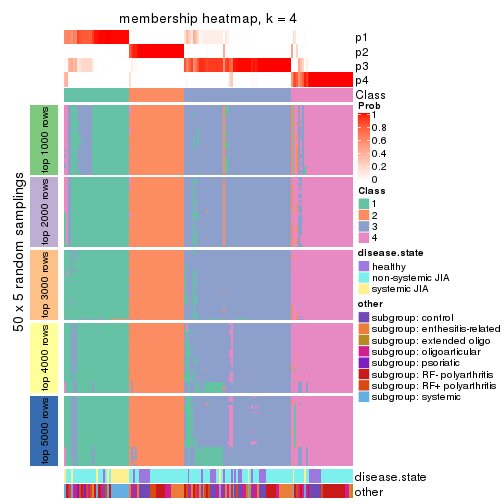 membership heatmap, k = 4
p1
p2
p3
p4
Class
50 x 5 random samplings
top 1000 rows
top 2000 rows
top 3000 rows
top 4000 rows
top 5000 rows
Prob
1
0.8
0.6
0.4
0.2
0
Class
1
2
3
4
disease.state
healthy
non-systemic JIA
systemic JIA
other
subgroup: control
subgroup: enthesitis-related
subgroup: extended oligo
subgroup: oligoarticular
subgroup: psoriatic
subgroup: RF- polyarthritis
subgroup: RF+ polyarthritis
subgroup: systemic
disease.state
other